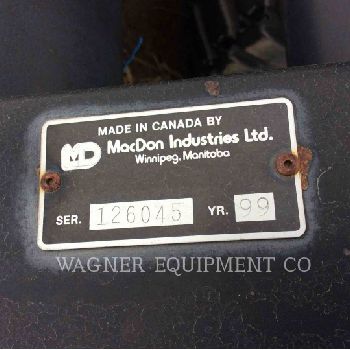 MADE IN CANADA BY
MD MacDon Industries Ltd.
Winnipeg, Manitoba
SER. 126045 YR. 99
WAGNER EQUIPMENT CO